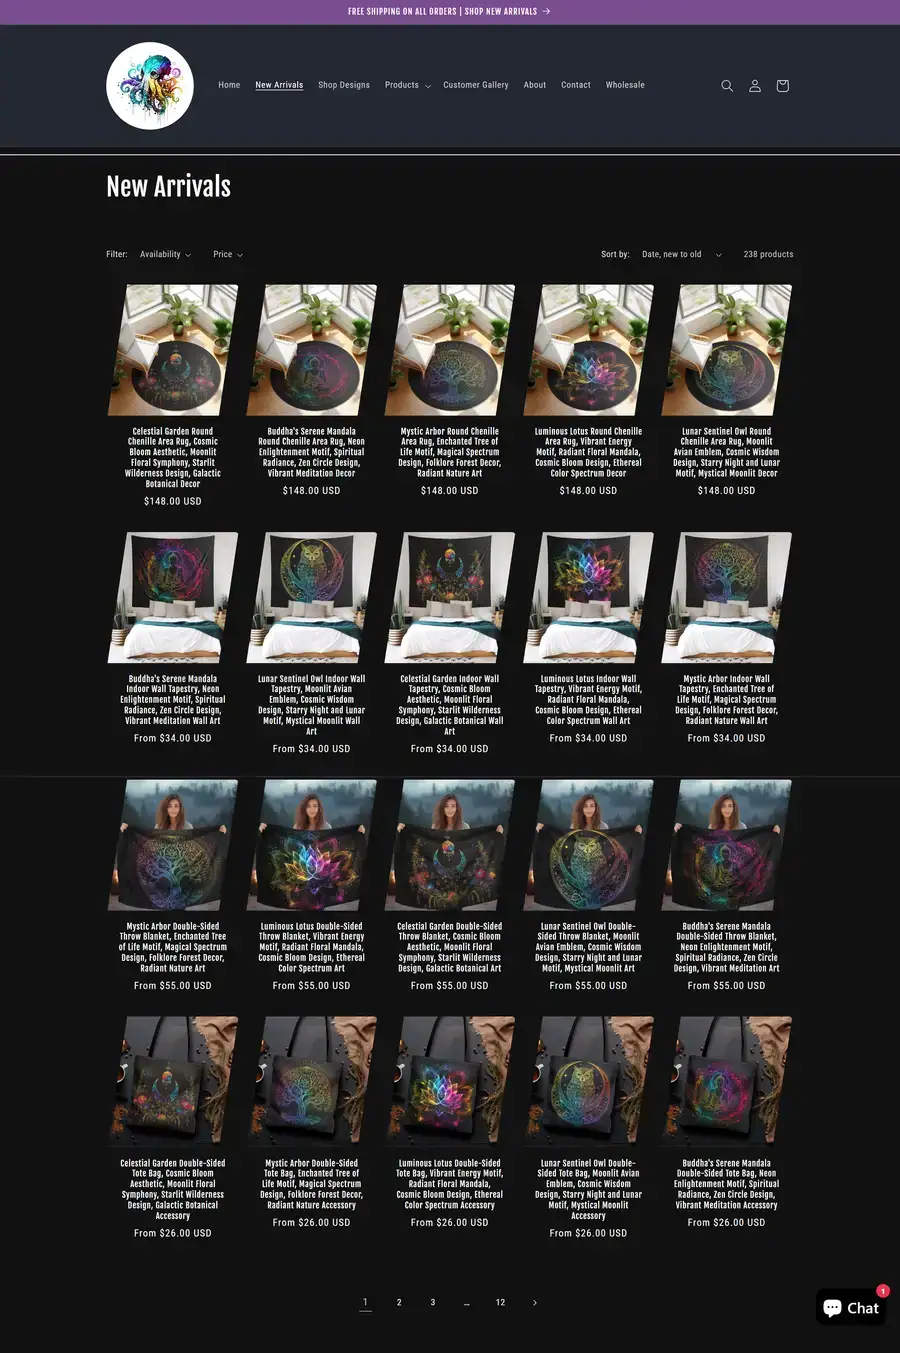 FREE SHIPPING ON ALL ORDERS | SHOP NEW ARRIVALS →
Home
New Arrivals
Shop Designs
Products
Customer Gallery
About
Contact
Wholesale
New Arrivals
Filter:
Availability
Price
Sort by:
Date, new to old
238 products
Celestial Garden Round
Chenille Area Rug, Cosmic
Bloom Aesthetic, Moonlit
Floral Symphony, Starlit
Wilderness Design, Galactic
Botanical Decor
$148.00 USD
Buddha's Serene Mandala
Round Chenille Area Rug, Neon
Enlightenment Motif, Spiritual
Radiance, Zen Circle Design,
Vibrant Meditation Decor
$148.00 USD
Mystic Arbor Round Chenille
Area Rug, Enchanted Tree of
Life Motif, Magical Spectrum
Design, Folklore Forest Decor,
Radiant Nature Art
$148.00 USD
Luminous Lotus Round Chenille
Area Rug, Vibrant Energy
Motif, Radiant Floral Mandala,
Cosmic Bloom Design, Ethereal
Color Spectrum Decor
$148.00 USD
Lunar Sentinel Owl Round
Chenille Area Rug, Moonlit
Avian Emblem, Cosmic Wisdom
Design, Starry Night and Lunar
Motif, Mystical Moonlit Decor
$148.00 USD
Buddha's Serene Mandala
Indoor Wall Tapestry, Neon
Enlightenment Motif, Spiritual
Radiance, Zen Circle Design,
Vibrant Meditation Wall Art
From $34.00 USD
Lunar Sentinel Owl Indoor Wall
Tapestry, Moonlit Avian
Emblem, Cosmic Wisdom
Design, Starry Night and Lunar
Motif, Mystical Moonlit Wall
Art
From $34.00 USD
Celestial Garden Indoor Wall
Tapestry, Cosmic Bloom
Aesthetic, Moonlit Floral
Symphony, Starlit Wilderness
Design, Galactic Botanical Wall
Art
From $34.00 USD
Luminous Lotus Indoor Wall
Tapestry, Vibrant Energy Motif,
Radiant Floral Mandala,
Cosmic Bloom Design, Ethereal
Color Spectrum Wall Art
From $34.00 USD
Mystic Arbor Indoor Wall
Tapestry, Enchanted Tree of
Life Motif, Magical Spectrum
Design, Folklore Forest Decor,
Radiant Nature Wall Art
From $34.00 USD
Mystic Arbor Double-Sided
Throw Blanket, Enchanted Tree
of Life Motif, Magical Spectrum
Design, Folklore Forest Decor,
Radiant Nature Art
From $55.00 USD
Luminous Lotus Double-Sided
Throw Blanket, Vibrant Energy
Motif, Radiant Floral Mandala,
Cosmic Bloom Design, Ethereal
Color Spectrum Art
From $55.00 USD
Celestial Garden Double-Sided
Throw Blanket, Cosmic Bloom
Aesthetic, Moonlit Floral
Symphony, Starlit Wilderness
Design, Galactic Botanical Art
From $55.00 USD
Lunar Sentinel Owl Double-
Sided Throw Blanket, Moonlit
Avian Emblem, Cosmic Wisdom
Design, Starry Night and Lunar
Motif, Mystical Moonlit Art
From $55.00 USD
Buddha's Serene Mandala
Double-Sided Throw Blanket,
Neon Enlightenment Motif,
Spiritual Radiance, Zen Circle
Design, Vibrant Meditation Art
From $55.00 USD
Celestial Garden Double-Sided
Tote Bag, Cosmic Bloom
Aesthetic, Moonlit Floral
Symphony, Starlit Wilderness
Design, Galactic Botanical
Accessory
From $26.00 USD
Mystic Arbor Double-Sided
Tote Bag, Enchanted Tree of
Life Motif, Magical Spectrum
Design, Folklore Forest Decor,
Radiant Nature Accessory
From $26.00 USD
Luminous Lotus Double-Sided
Tote Bag, Vibrant Energy Motif,
Radiant Floral Mandala,
Cosmic Bloom Design, Ethereal
Color Spectrum Accessory
From $26.00 USD
Lunar Sentinel Owl Double-
Sided Tote Bag, Moonlit Avian
Emblem, Cosmic Wisdom
Design, Starry Night and Lunar
Motif, Mystical Moonlit
Accessory
From $26.00 USD
Buddha's Serene Mandala
Double-Sided Tote Bag, Neon
Enlightenment Motif, Spiritual
Radiance, Zen Circle Design,
Vibrant Meditation Accessory
From $26.00 USD
1 2 3 … 12
Chat
1